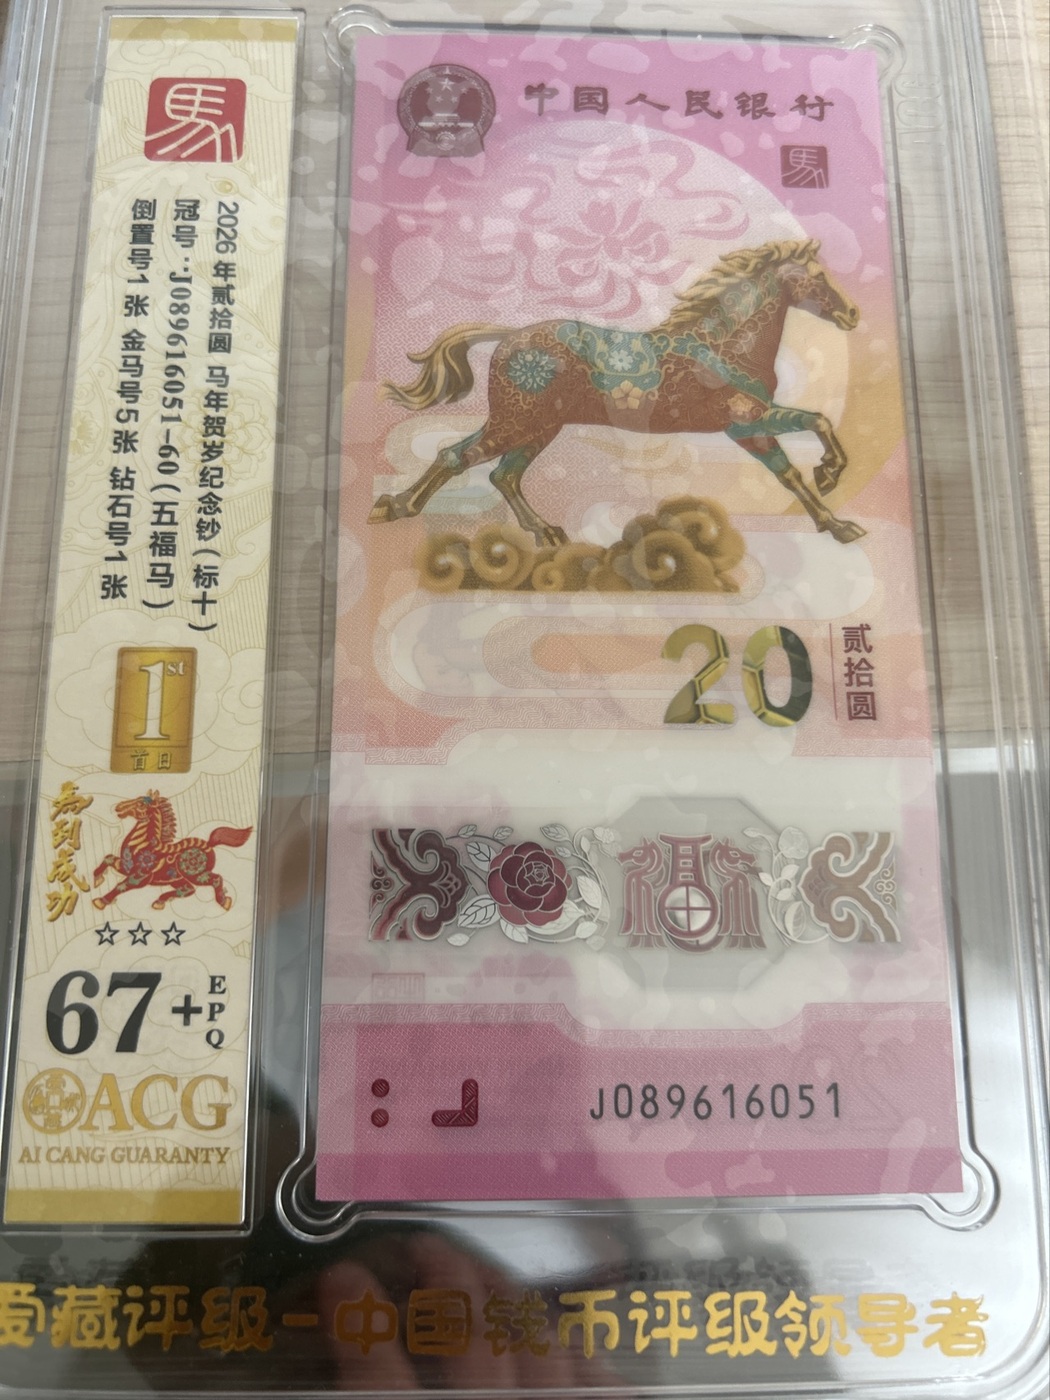 馬
2026 年贰拾圆 马年贺岁纪念钞(标十)
冠号:J089616051-60(五福马)
倒置号1 张 金马号5 张 钻石号1 张
1st
首日
馬到成功
☆☆☆
67+EPQ
ACG
AI CANG GUARANTY
中国人民银行
馬
20
贰拾圆
福
J089616051
爱藏评级-中国钱币评级领导者